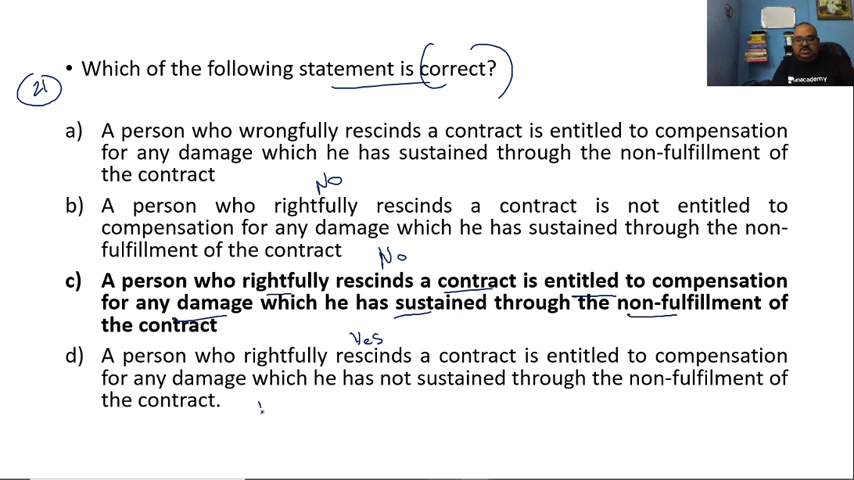 • Which of the following statement is correct?
21
a) A person who wrongfully rescinds a contract is entitled to compensation
for any damage which he has sustained through the non-fulfillment of
the contract
No
b) A person who rightfully rescinds a contract is not entitled to
compensation for any damage which he has sustained through the non-
fulfillment of the contract
No
c) A person who rightfully rescinds a contract is entitled to compensation
for any damage which he has sustained through the non-fulfillment of
the contract
Yes
d) A person who rightfully rescinds a contract is entitled to compensation
for any damage which he has not sustained through the non-fulfilment of
the contract.
unacademy